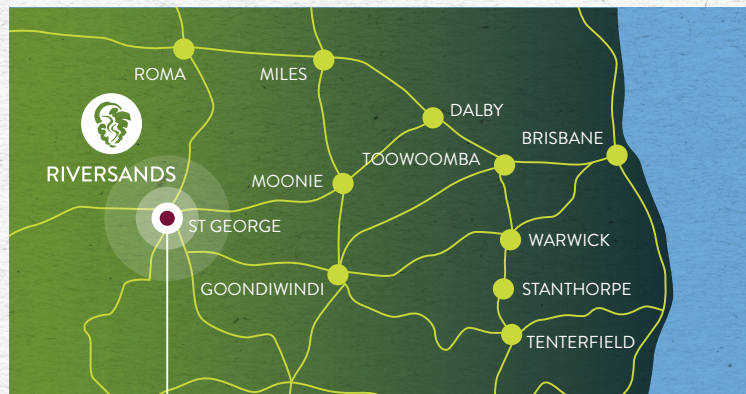 ROMA
MILES
DALBY
BRISBANE
TOOWOOMBA
RIVERSANDS
MOONIE
ST GEORGE
WARWICK
GOONDIWINDI
STANTHORPE
TENTERFIELD